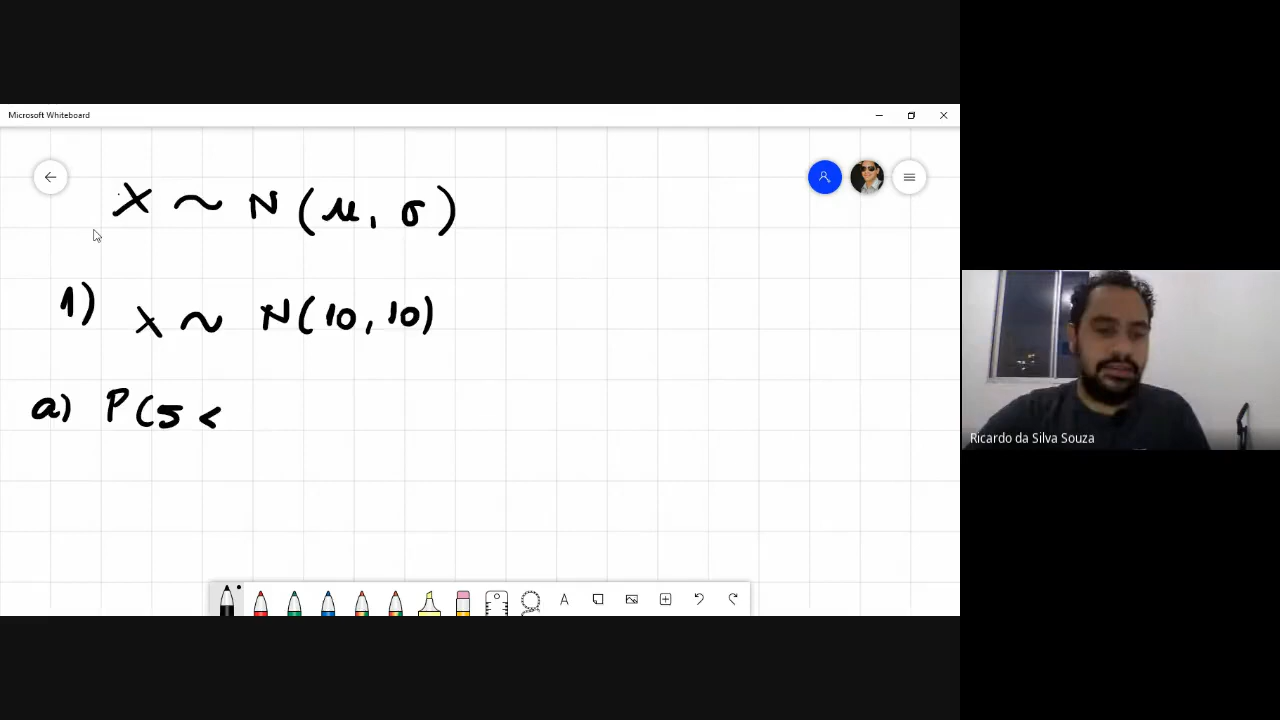 Microsoft Whiteboard
X ~ N (μ, σ)
1) X ~ N(10, 10)
a) P(5 <
A
Ricardo da Silva Souza